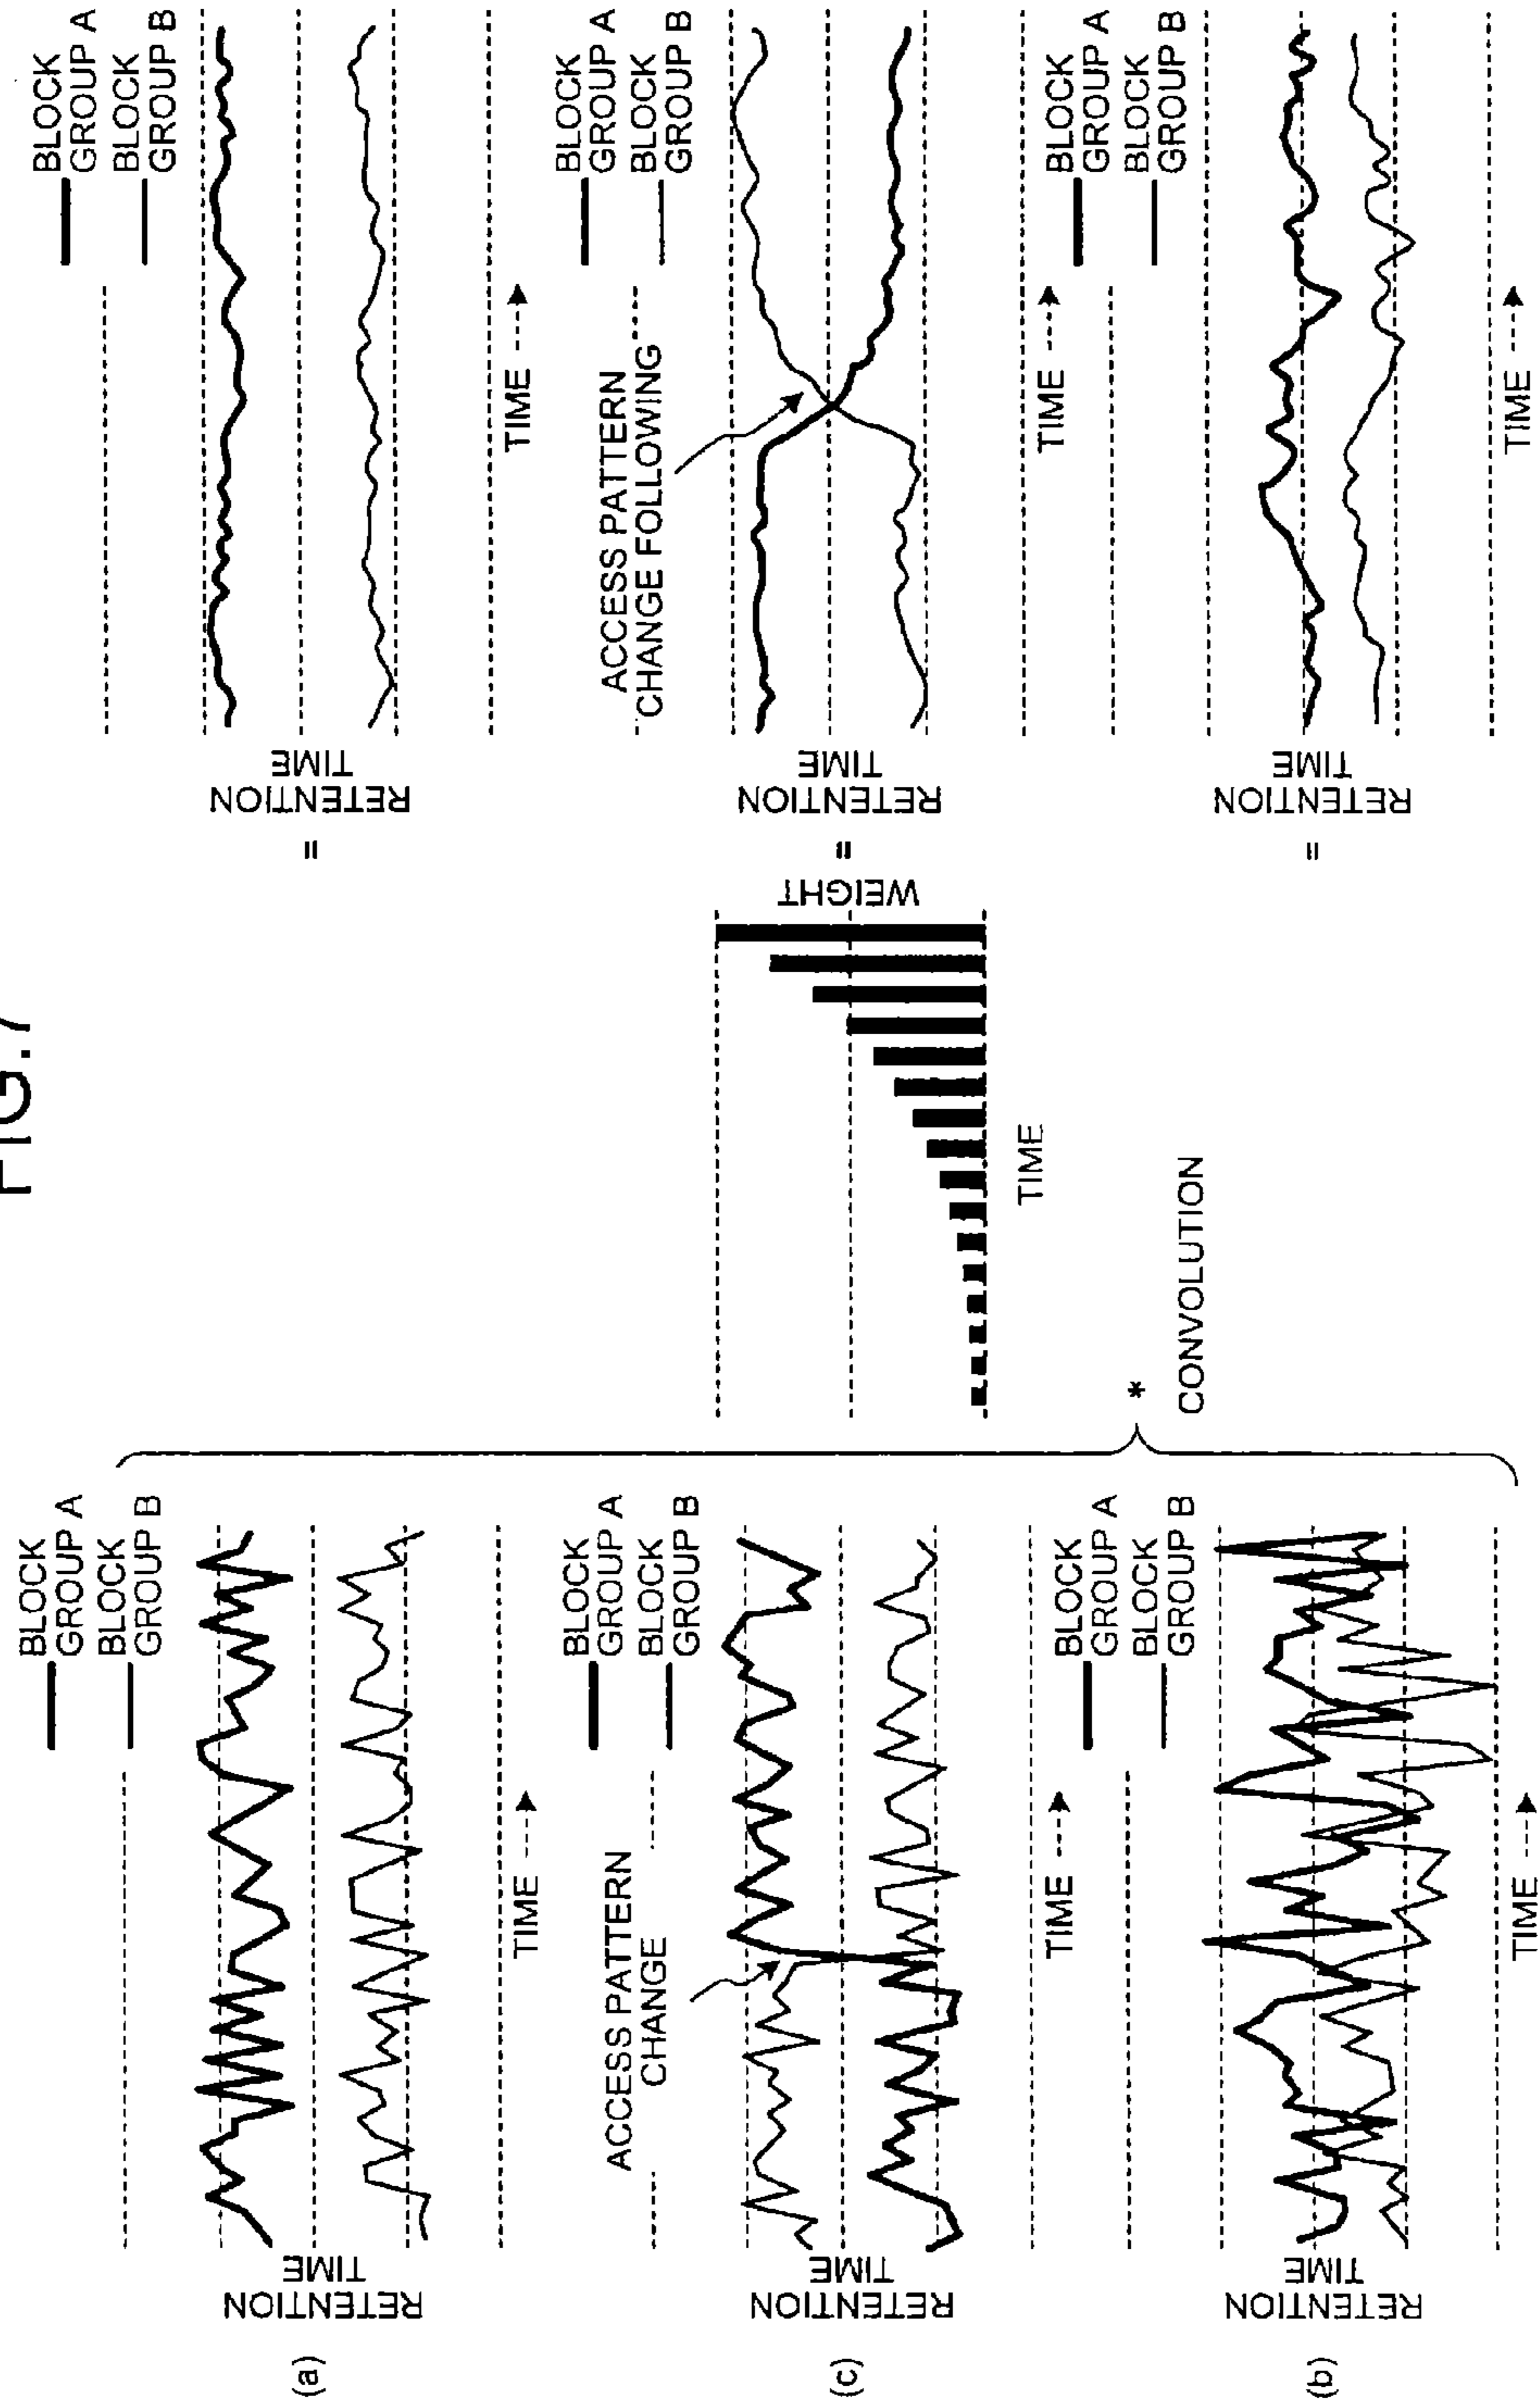 FIG.7
(a)
RETENTION
TIME
BLOCK
GROUP A
BLOCK
GROUP B
TIME
=
RETENTION
TIME
BLOCK
GROUP A
BLOCK
GROUP B
TIME
(c)
RETENTION
TIME
ACCESS PATTERN
CHANGE
BLOCK
GROUP A
BLOCK
GROUP B
TIME
WEIGHT
TIME
*
CONVOLUTION
=
RETENTION
TIME
ACCESS PATTERN
CHANGE FOLLOWING
BLOCK
GROUP A
BLOCK
GROUP B
TIME
(b)
RETENTION
TIME
BLOCK
GROUP A
BLOCK
GROUP B
TIME
=
RETENTION
TIME
BLOCK
GROUP A
BLOCK
GROUP B
TIME